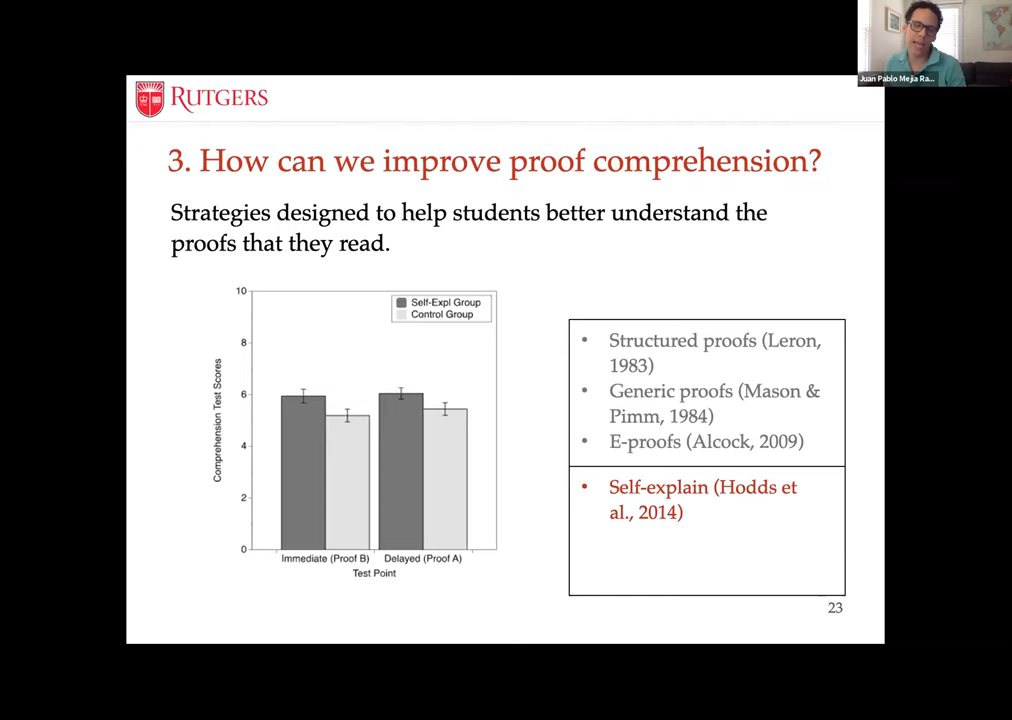 Juan Pablo Mejia Ra...
RUTGERS
3. How can we improve proof comprehension?
Strategies designed to help students better understand the
proofs that they read.
10
8
6
4
2
0
Comprehension Test Scores
Self-Expl Group
Control Group
Immediate (Proof B)
Delayed (Proof A)
Test Point
• Structured proofs (Leron,
1983)
• Generic proofs (Mason &
Pimm, 1984)
• E-proofs (Alcock, 2009)
• Self-explain (Hodds et
al., 2014)
23